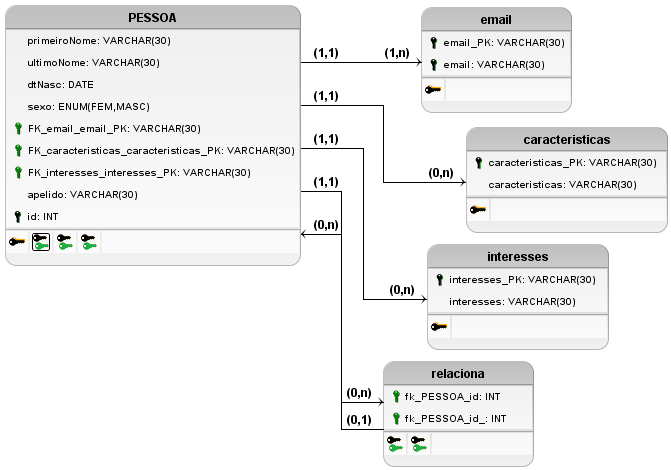 PESSOA
primeiroNome: VARCHAR(30)
ultimoNome: VARCHAR(30)
dtNasc: DATE
sexo: ENUM(FEM,MASC)
FK_email_email_PK: VARCHAR(30)
FK_caracteristicas_caracteristicas_PK: VARCHAR(30)
FK_interesses_interesses_PK: VARCHAR(30)
apelido: VARCHAR(30)
id: INT
(1,1)
(1,n)
(1,1)
(0,n)
(1,1)
(0,n)
(1,1)
(0,n)
(0,n)
(0,1)
email
email_PK: VARCHAR(30)
email: VARCHAR(30)
caracteristicas
caracteristicas_PK: VARCHAR(30)
caracteristicas: VARCHAR(30)
interesses
interesses_PK: VARCHAR(30)
interesses: VARCHAR(30)
relaciona
fk_PESSOA_id: INT
fk_PESSOA_id_: INT